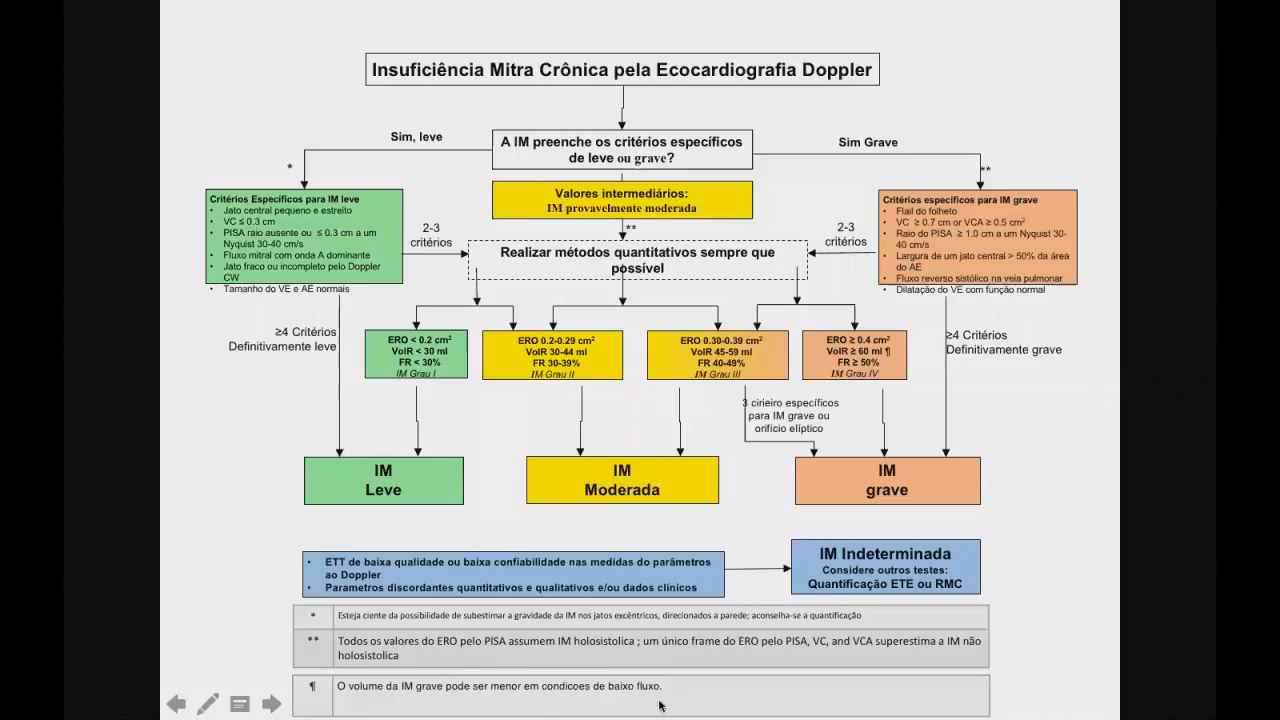 Insuficiência Mitra Crônica pela Ecocardiografia Doppler
Sim, leve
A IM preenche os critérios específicos
de leve ou grave?
Sim Grave
*
**
Critérios Específicos para IM leve
• Jato central pequeno e estreito
• VC ≤ 0.3 cm
• PISA raio ausente ou ≤ 0.3 cm a um
Nyquist 30-40 cm/s
• Fluxo mitral com onda A dominante
• Jato fraco ou incompleto pelo Doppler
CW
• Tamanho do VE e AE normais
Valores intermediários:
IM provavelmente moderada
**
Critérios específicos para IM grave
• Flail do folheto
• VC ≥ 0.7 cm or VCA ≥ 0.5 cm²
• Raio do PISA ≥ 1.0 cm a um Nyquist 30-
40 cm/s
• Largura de um jato central > 50% da área
do AE
• Fluxo reverso sistólico na veia pulmonar
• Dilatação do VE com função normal
2-3
critérios
Realizar métodos quantitativos sempre que
possível
2-3
critérios
≥4 Critérios
Definitivamente leve
ERO < 0.2 cm²
VolR < 30 ml
FR < 30%
IM Grau I
ERO 0.2-0.29 cm²
VolR 30-44 ml
FR 30-39%
IM Grau II
ERO 0.30-0.39 cm²
VolR 45-59 ml
FR 40-49%
IM Grau III
ERO ≥ 0.4 cm²
VolR ≥ 60 ml ¶
FR ≥ 50%
IM Grau IV
≥4 Critérios
Definitivamente grave
3 cirieiro específicos
para IM grave ou
orifício elíptico
IM
Leve
IM
Moderada
IM
grave
• ETT de baixa qualidade ou baixa confiabilidade nas medidas do parâmetros
ao Doppler
• Parametros discordantes quantitativos e qualitativos e/ou dados clínicos
IM Indeterminada
Considere outros testes:
Quantificação ETE ou RMC
* Esteja ciente da possibilidade de subestimar a gravidade da IM nos jatos excêntricos, direcionados a parede; aconselha-se a quantificação
** Todos os valores do ERO pelo PISA assumem IM holosistolica ; um único frame do ERO pelo PISA, VC, and VCA superestima a IM não
holosistolica
¶ O volume da IM grave pode ser menor em condicoes de baixo fluxo.